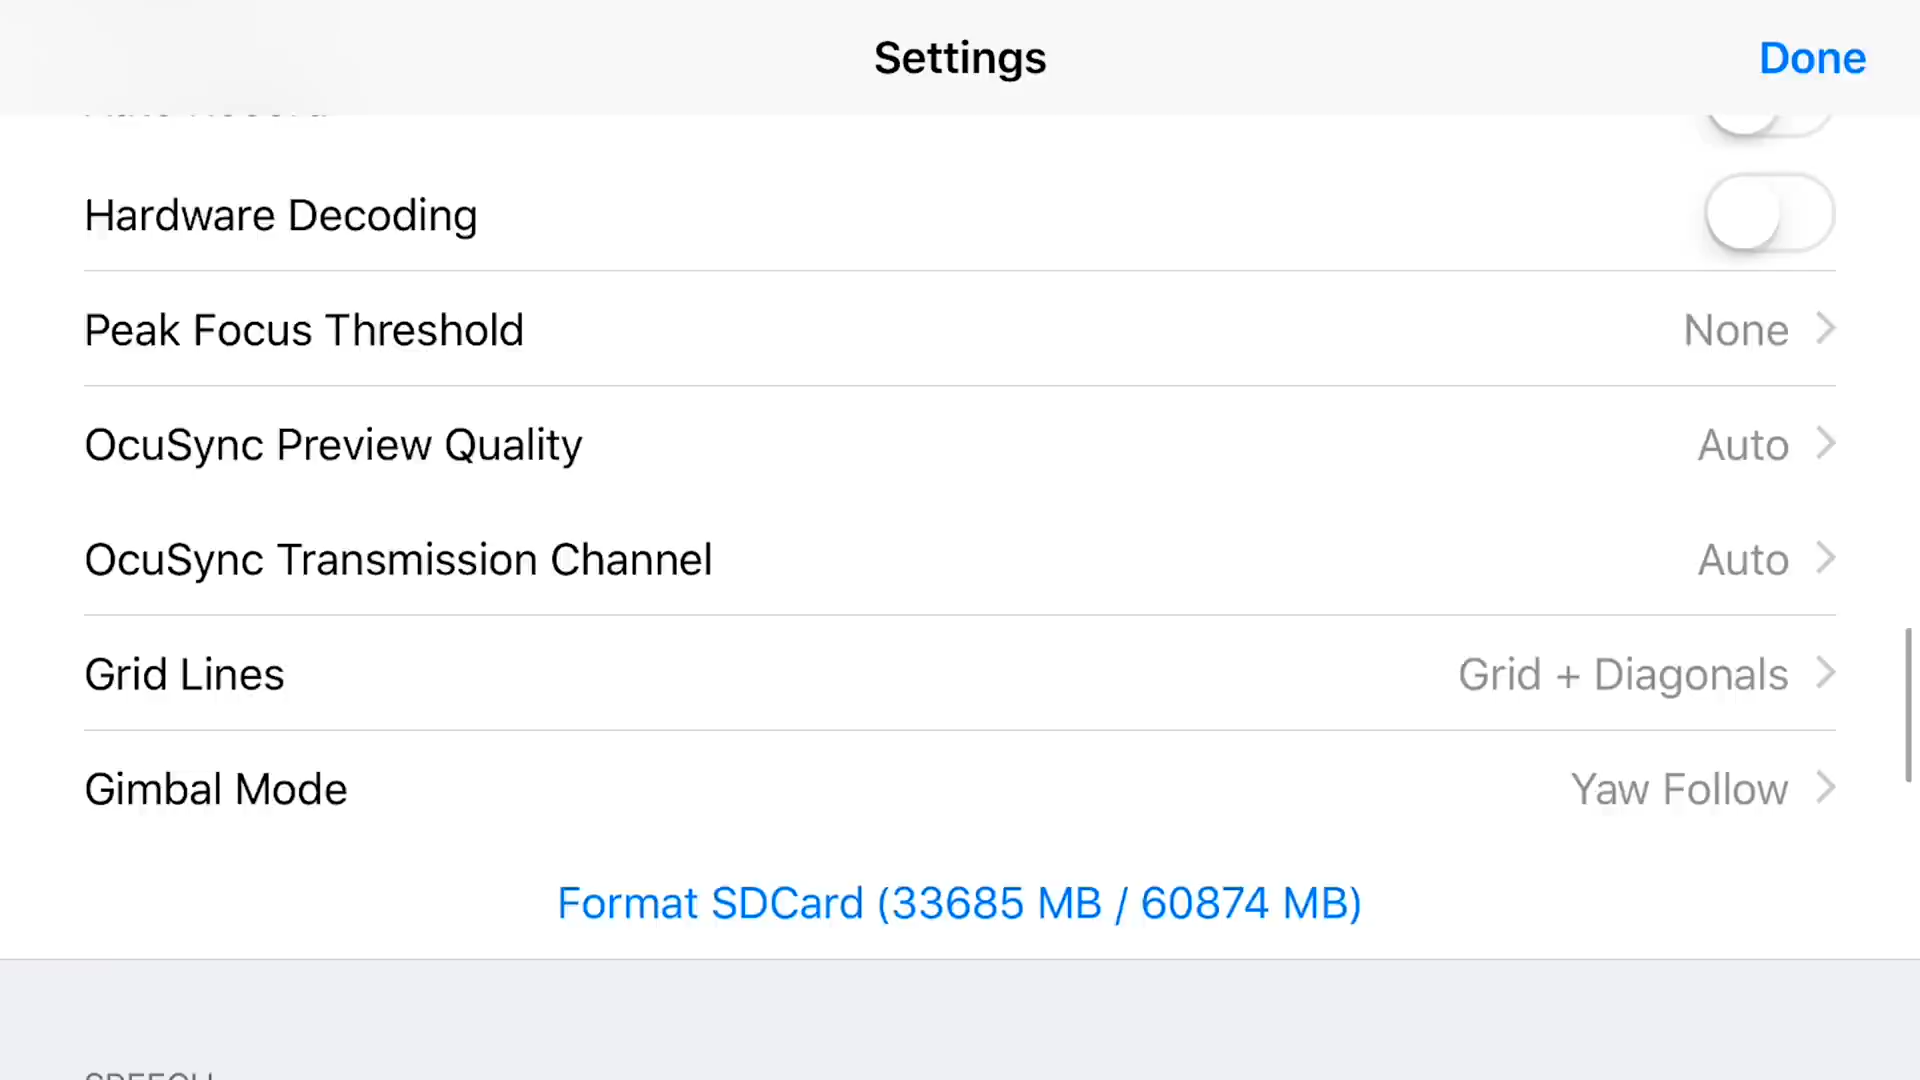 Settings
Done
Hardware Decoding
Peak Focus Threshold
None
OcuSync Preview Quality
Auto
OcuSync Transmission Channel
Auto
Grid Lines
Grid + Diagonals
Gimbal Mode
Yaw Follow
Format SDCard (33685 MB / 60874 MB)